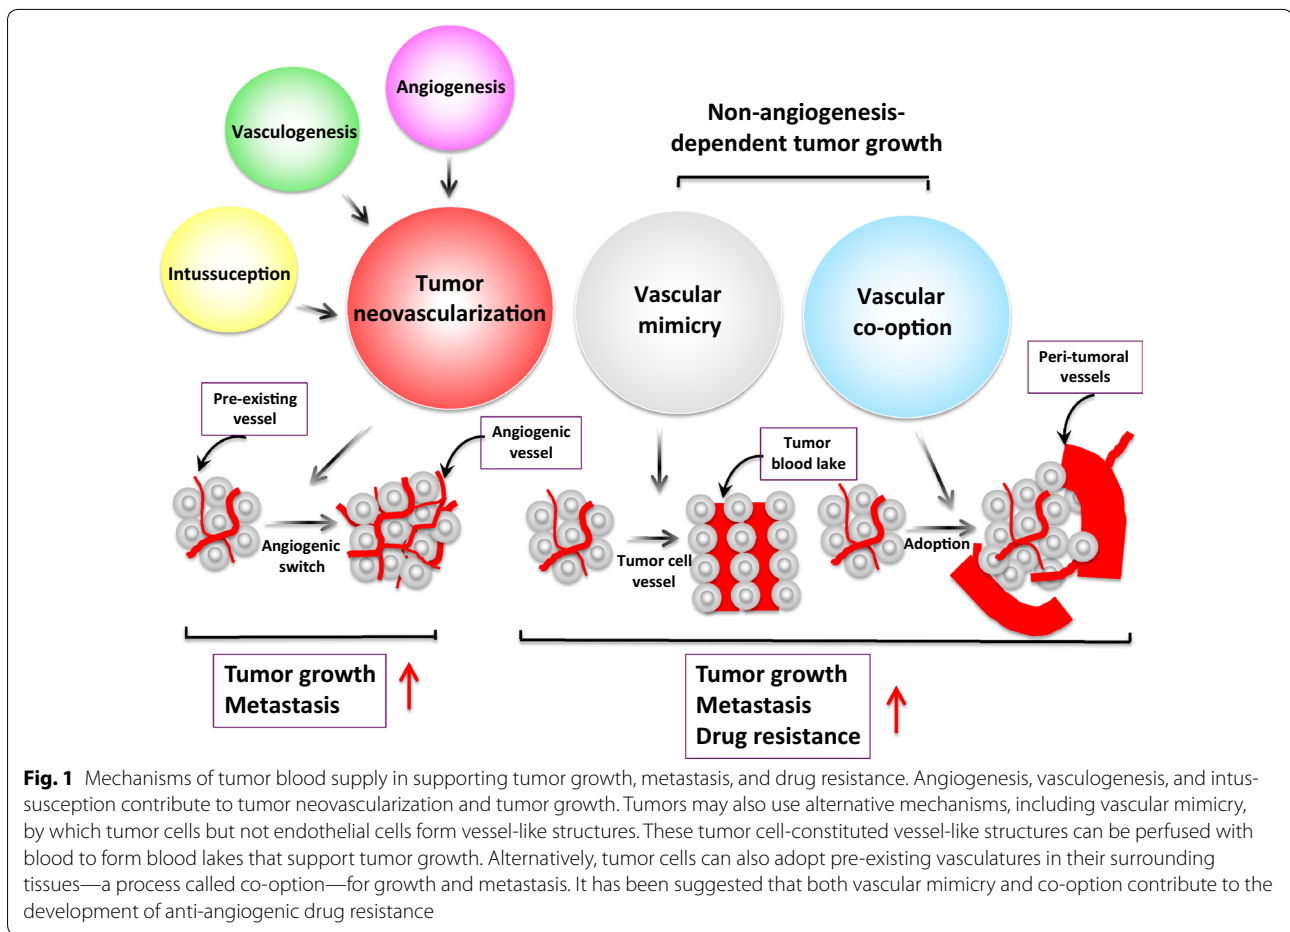 Angiogenesis
Vasculogenesis
Intussuception
Tumor
neovascularization
Non-angiogenesis-
dependent tumor growth
Vascular
mimicry
Vascular
co-option
Pre-existing
vessel
Angiogenic
vessel
Tumor
blood lake
Peri-tumoral
vessels
Angiogenic
switch
Tumor cell
vessel
Adoption
Tumor growth
Metastasis
Tumor growth
Metastasis
Drug resistance
Fig. 1 Mechanisms of tumor blood supply in supporting tumor growth, metastasis, and drug resistance. Angiogenesis, vasculogenesis, and intus-
susception contribute to tumor neovascularization and tumor growth. Tumors may also use alternative mechanisms, including vascular mimicry,
by which tumor cells but not endothelial cells form vessel-like structures. These tumor cell-constituted vessel-like structures can be perfused with
blood to form blood lakes that support tumor growth. Alternatively, tumor cells can also adopt pre-existing vasculatures in their surrounding
tissues—a process called co-option—for growth and metastasis. It has been suggested that both vascular mimicry and co-option contribute to the
development of anti-angiogenic drug resistance